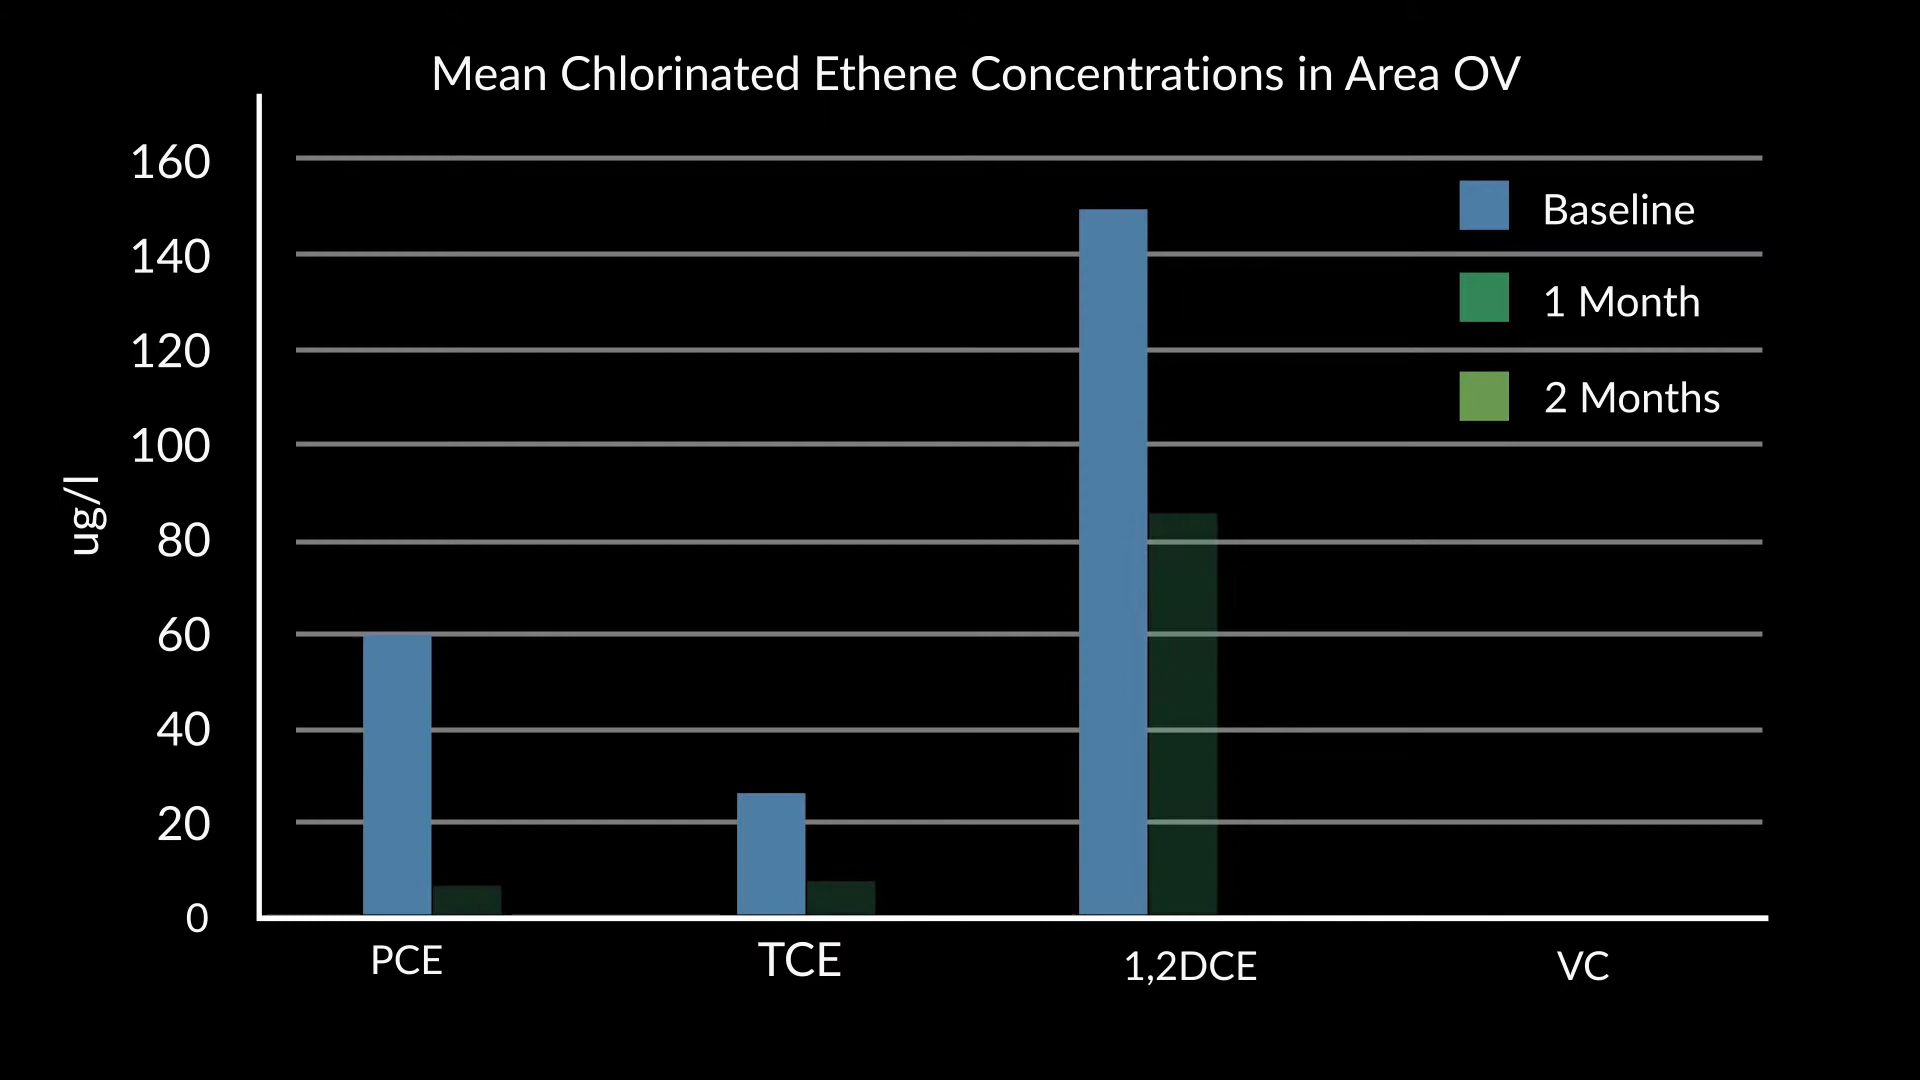 Mean Chlorinated Ethene Concentrations in Area OV
160
140
120
100
80
60
40
20
0
ug/l
Baseline
1 Month
2 Months
PCE
TCE
1,2DCE
VC